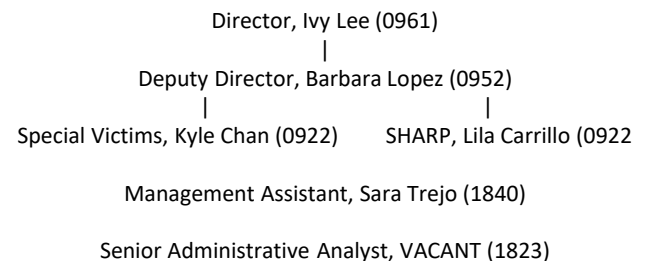 Director, Ivy Lee (0961)
|
Deputy Director, Barbara Lopez (0952)
| |
Special Victims, Kyle Chan (0922) SHARP, Lila Carrillo (0922
Management Assistant, Sara Trejo (1840)
Senior Administrative Analyst, VACANT (1823)